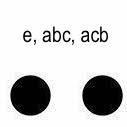 e, abc, acb